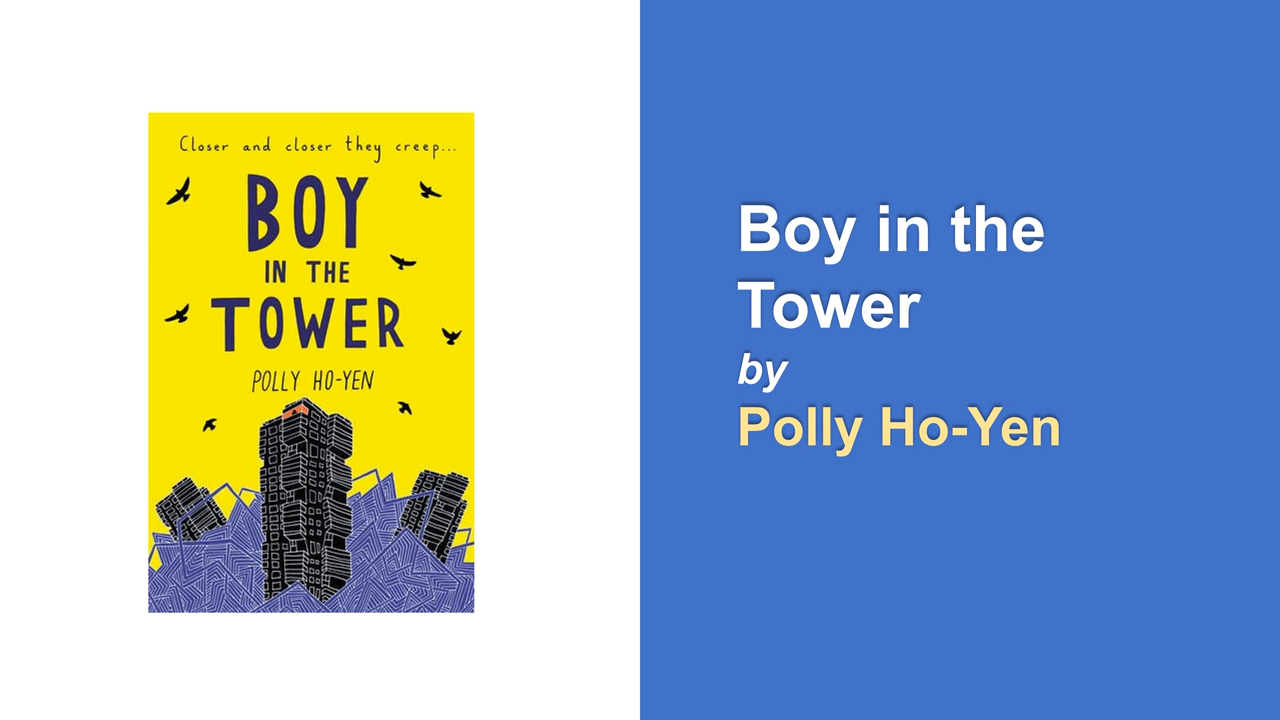 Closer and closer they creep...
BOY
IN THE
TOWER
POLLY HO-YEN
Boy in the
Tower
by
Polly Ho-Yen